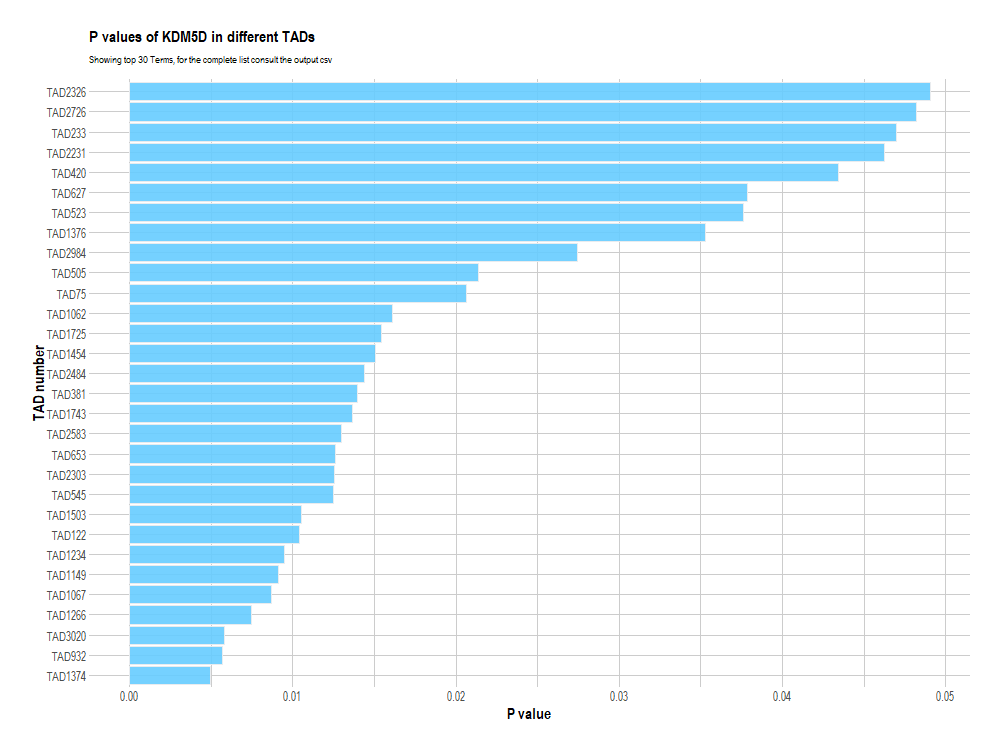 P values of KDM5D in different TADs
Showing top 30 Terms, for the complete list consult the output csv
TAD2326
TAD2726
TAD233
TAD2231
TAD420
TAD627
TAD523
TAD1376
TAD2984
TAD505
TAD75
TAD1062
TAD1725
TAD1454
TAD2484
TAD381
TAD1743
TAD2583
TAD653
TAD2303
TAD545
TAD1503
TAD122
TAD1234
TAD1149
TAD1067
TAD1266
TAD3020
TAD932
TAD1374
TAD number
0.00 0.01 0.02 0.03 0.04 0.05
P value